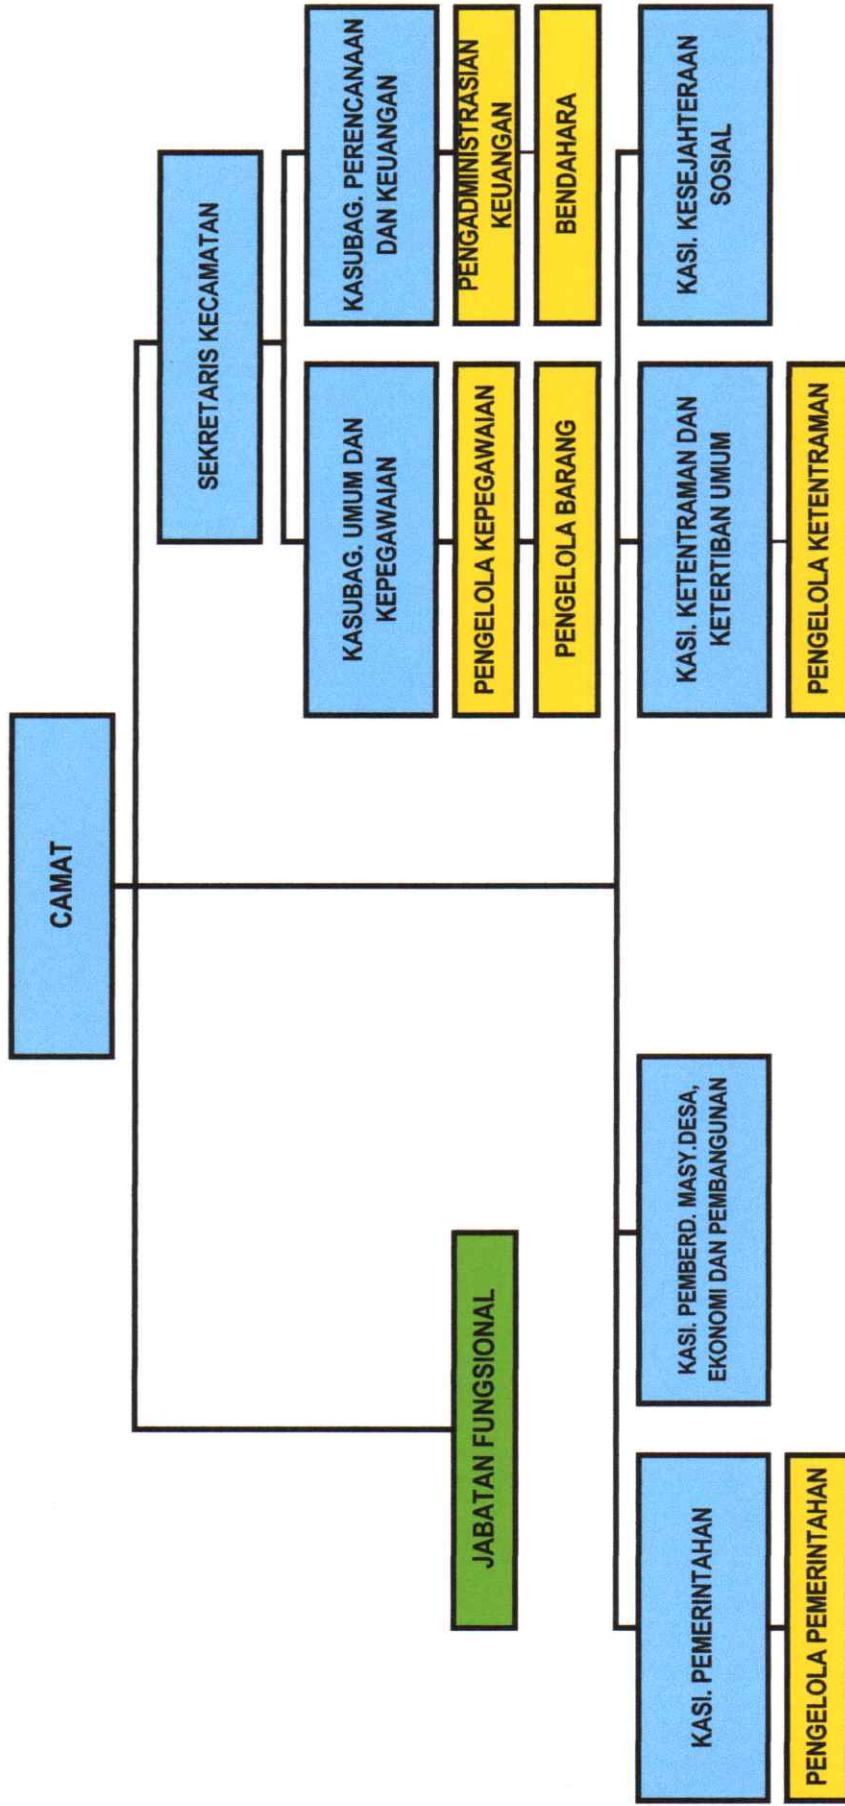 CAMAT
SEKRETARIS KECAMATAN
JABATAN FUNGSIONAL
KASUBAG. UMUM DAN
KEPEGAWAIAN
PENGELOLA KEPEGAWAIAN
PENGELOLA BARANG
KASUBAG. PERENCANAAN
DAN KEUANGAN
PENGADMINISTRASIAN
KEUANGAN
BENDAHARA
KASI. PEMERINTAHAN
PENGELOLA PEMERINTAHAN
KASI. PEMBERD. MASY.DESA,
EKONOMI DAN PEMBANGUNAN
KASI. KETENTRAMAN DAN
KETERTIBAN UMUM
PENGELOLA KETENTRAMAN
KASI. KESEJAHTERAAN
SOSIAL